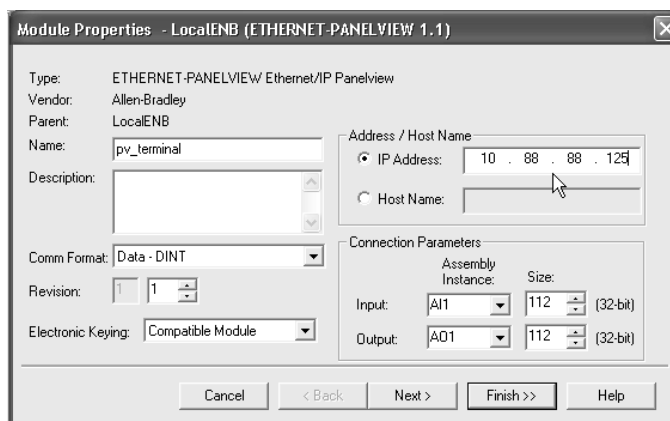 Module Properties - LocalENB (ETHERNET-PANELVIEW 1.1)
Type: ETHERNET-PANELVIEW Ethernet/IP Panelview
Vendor: Allen-Bradley
Parent: LocalENB
Name: pv_terminal
Description:
Comm Format: Data - DINT
Revision: 1 1
Electronic Keying: Compatible Module
Address / Host Name
IP Address: 10 . 88 . 88 . 125
Host Name:
Connection Parameters
Assembly
Instance: Size:
Input: AI1 112 (32-bit)
Output: AO1 112 (32-bit)
Cancel < Back Next > Finish >> Help